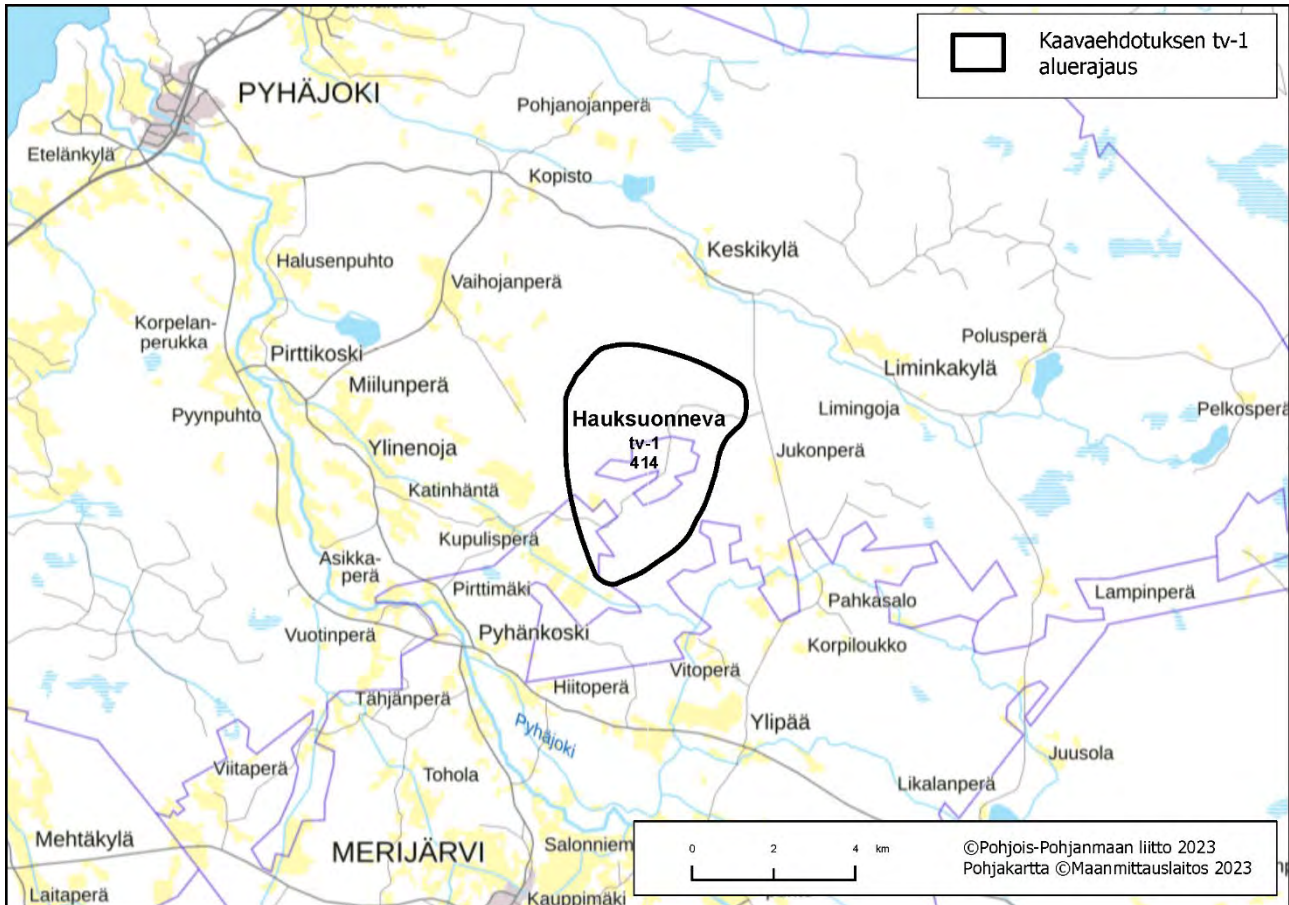 Kaavaehdotuksen tv-1
aluerajaus
PYHÄJOKI
Pohjanojanperä
Etelänkylä
Kopisto
Keskikylä
Halusenpuhto
Vaihojanperä
Korpelan-
perukka
Pirttikoski
Polusperä
Liminkakylä
Miilunperä
Pyynpuhto
Limingoja
Pelkosperä
Hauksuonneva
tv-1
414
Ylinenoja
Jukonperä
Katinhäntä
Kupulisperä
Asikka-
perä
Pirttimäki
Lampinperä
Pahkasalo
Vuotinperä
Pyhänkoski
Korpiloukko
Vitoperä
Hiitoperä
Tähjänperä
Pyhäjoki
Ylipää
Juusola
Viitaperä
Tohola
Likalanperä
Mehtäkylä
MERIJÄRVI
Salonniem
Laitaperä
Kauppimäki
0 2 4 km
©Pohjois-Pohjanmaan liitto 2023
Pohjakartta ©Maanmittauslaitos 2023